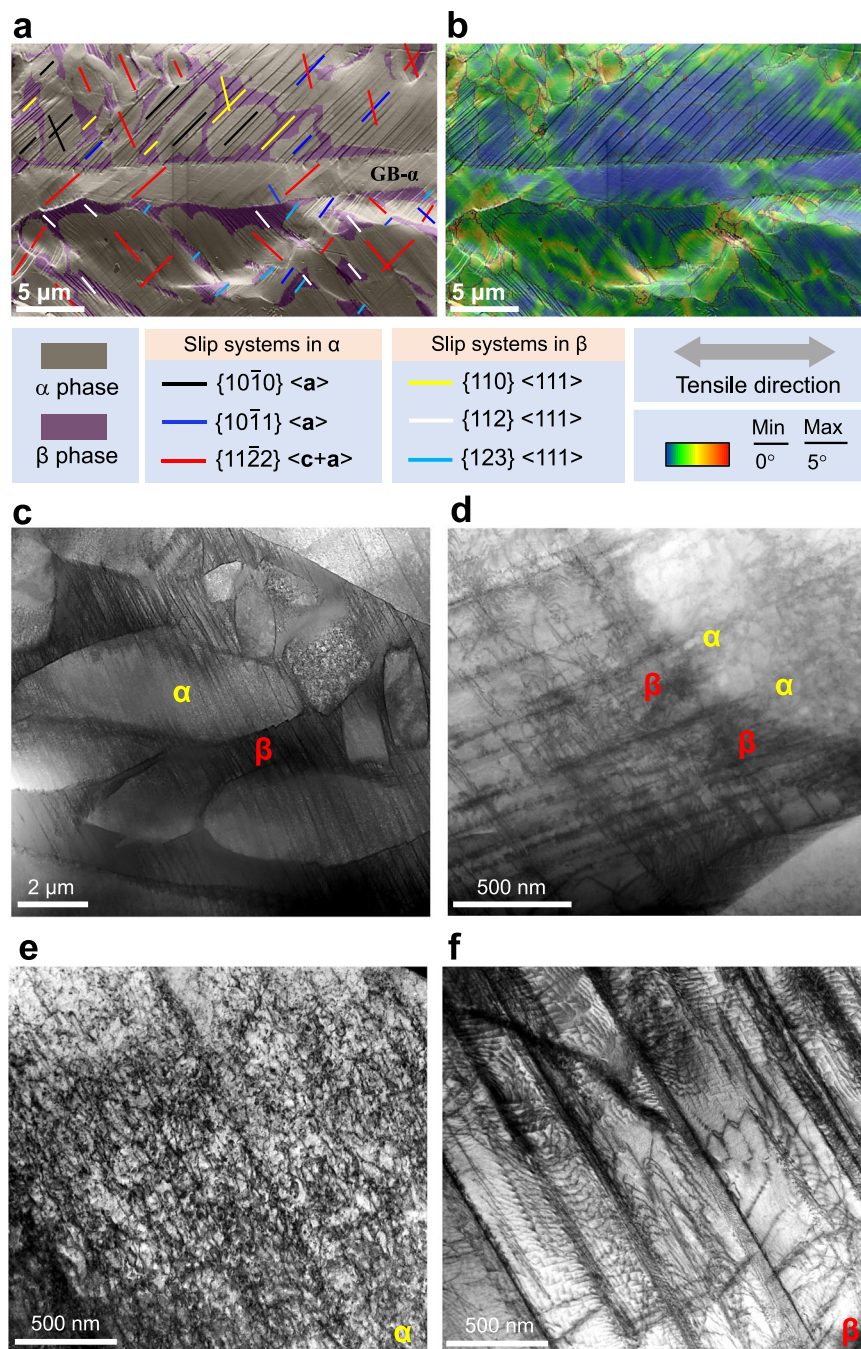 a
b
GB-α
5 μm
5 μm
α phase
β phase
Slip systems in α
{101̄0} <a>
{101̄1} <a>
{112̄2} <c+a>
Slip systems in β
{110} <111>
{112} <111>
{123} <111>
Tensile direction
Min Max
0° 5°
c
d
α
β
2 μm
α
β
α
β
500 nm
e
f
500 nm
α
500 nm
β